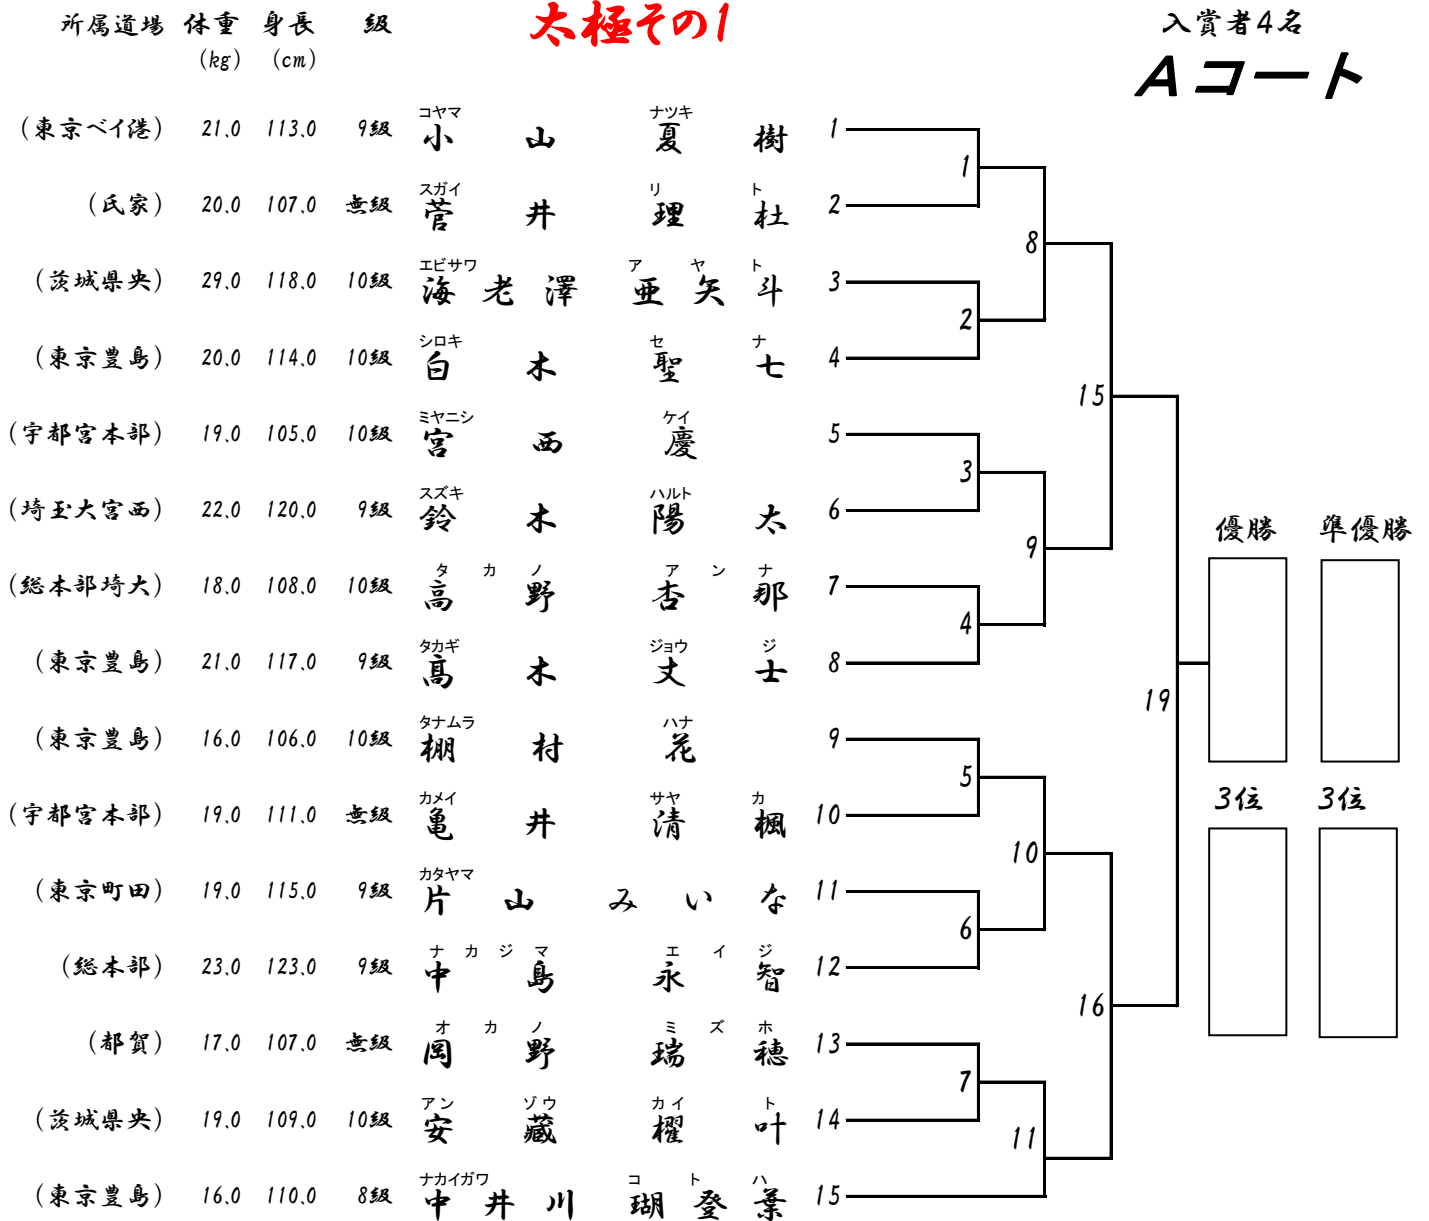 所属道場 体重 身長 級 太極その1 入賞者4名
(kg) (cm)
Aコート
コヤマ ナツキ
(東京ベイ港) 21.0 113.0 9級 小山 夏樹 1
1
スガイ リ ト
(氏家) 20.0 107.0 無級 菅井 理杜 2
8
エビサワ ア ヤ ト
(茨城県央) 29.0 118.0 10級 海老澤 亜矢斗 3
2
シロキ セ ナ
(東京豊島) 20.0 114.0 10級 白木 聖七 4
15
ミヤニシ ケイ
(宇都宮本部) 19.0 105.0 10級 宮西 慶 5
3
スズキ ハルト
(埼玉大宮西) 22.0 120.0 9級 鈴木 陽太 6
優勝 準優勝
9
タ カ ノ ア ン ナ
(総本部埼大) 18.0 108.0 10級 高野 杏那 7
4
タカギ ジョウ ジ
(東京豊島) 21.0 117.0 9級 髙木 丈士 8
19
タナムラ ハナ
(東京豊島) 16.0 106.0 10級 棚村 花 9
5
3位 3位
カメイ サヤ カ
(宇都宮本部) 19.0 111.0 無級 亀井 清楓 10
10
カタヤマ
(東京町田) 19.0 115.0 9級 片山 みいな 11
6
ナ カ ジ マ エ イ ジ
(総本部) 23.0 123.0 9級 中島 永智 12
16
オ カ ノ ミ ズ ホ
(都賀) 17.0 107.0 無級 岡野 瑞穂 13
7
アン ゾウ カイ ト
(茨城県央) 19.0 109.0 10級 安藏 櫂叶 14
11
ナカイガワ コ ト ハ
(東京豊島) 16.0 110.0 8級 中井川 瑚登葉 15